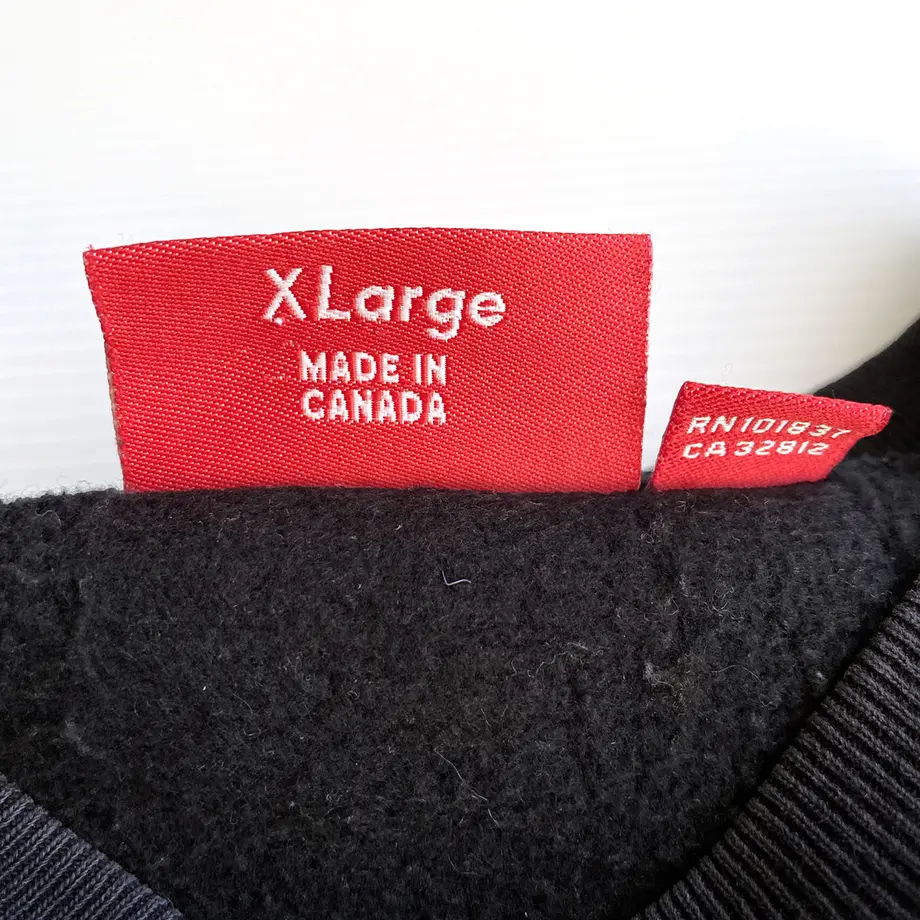 XLarge
MADE IN
CANADA
RN101837
CA32812